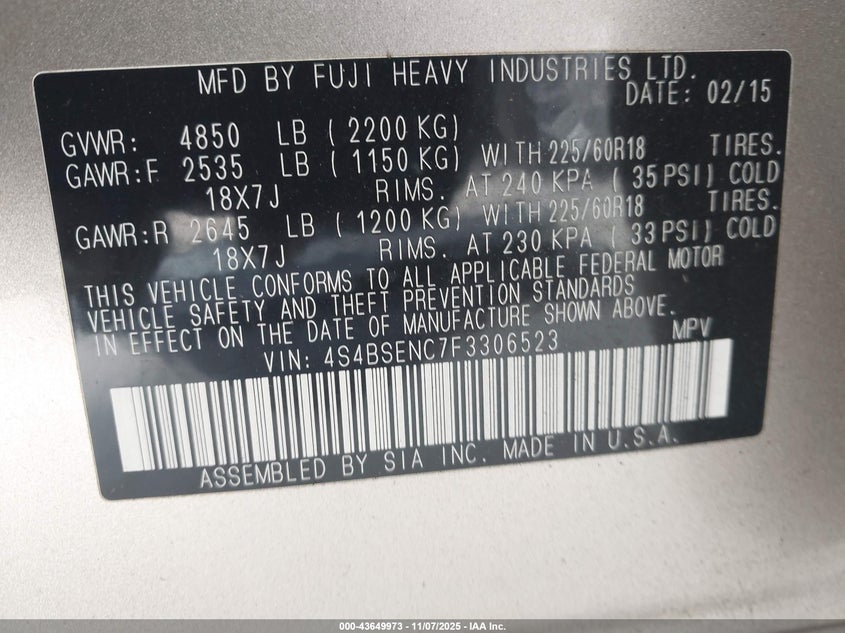 MFD BY FUJI HEAVY INDUSTRIES LTD.
DATE: 02/15
GVWR: 4850 LB ( 2200 KG)
GAWR:F 2535 LB ( 1150 KG) WITH 225/60R18 TIRES.
18X7J RIMS. AT 240 KPA ( 35 PSI) COLD
GAWR:R 2645 LB ( 1200 KG) WITH 225/60R18 TIRES.
18X7J RIMS. AT 230 KPA ( 33 PSI) COLD
THIS VEHICLE CONFORMS TO ALL APPLICABLE FEDERAL MOTOR
VEHICLE SAFETY AND THEFT PREVENTION STANDARDS
IN EFFECT ON THE DATE OF MANUFACTURE SHOWN ABOVE.
VIN: 4S4BSENC7F3306523 MPV
ASSEMBLED BY SIA INC. MADE IN U.S.A.
000-43649973 - 11/07/2025 - IAA Inc.